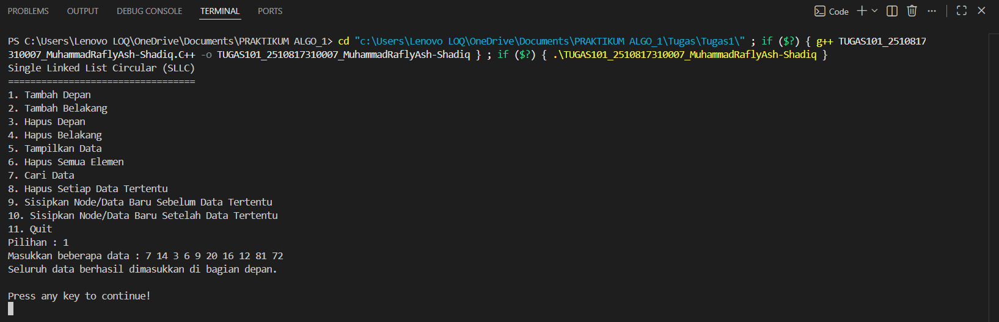 PROBLEMS OUTPUT DEBUG CONSOLE TERMINAL PORTS Code
PS C:\Users\Lenovo LOQ\OneDrive\Documents\PRAKTIKUM ALGO_1> cd "c:\Users\Lenovo LOQ\OneDrive\Documents\PRAKTIKUM ALGO_1\Tugas\Tugas1\" ; if ($?) { g++ TUGAS101_2510817
310007_MuhammadRaflyAsh-Shadiq.C++ -o TUGAS101_2510817310007_MuhammadRaflyAsh-Shadiq } ; if ($?) { .\TUGAS101_2510817310007_MuhammadRaflyAsh-Shadiq }
Single Linked List Circular (SLLC)
==================================
1. Tambah Depan
2. Tambah Belakang
3. Hapus Depan
4. Hapus Belakang
5. Tampilkan Data
6. Hapus Semua Elemen
7. Cari Data
8. Hapus Setiap Data Tertentu
9. Sisipkan Node/Data Baru Sebelum Data Tertentu
10. Sisipkan Node/Data Baru Setelah Data Tertentu
11. Quit
Pilihan : 1
Masukkan beberapa data : 7 14 3 6 9 20 16 12 81 72
Seluruh data berhasil dimasukkan di bagian depan.
Press any key to continue!